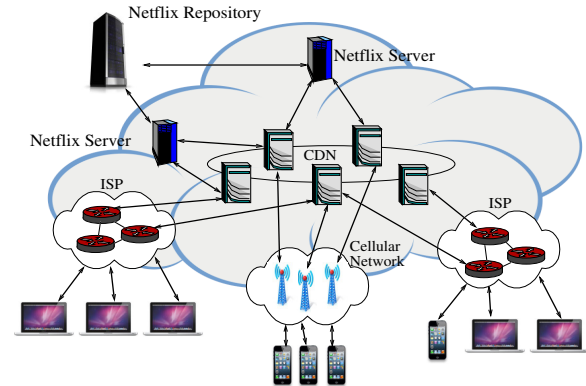 Netflix Repository
Netflix Server
Netflix Server
CDN
ISP
ISP
Cellular
Network